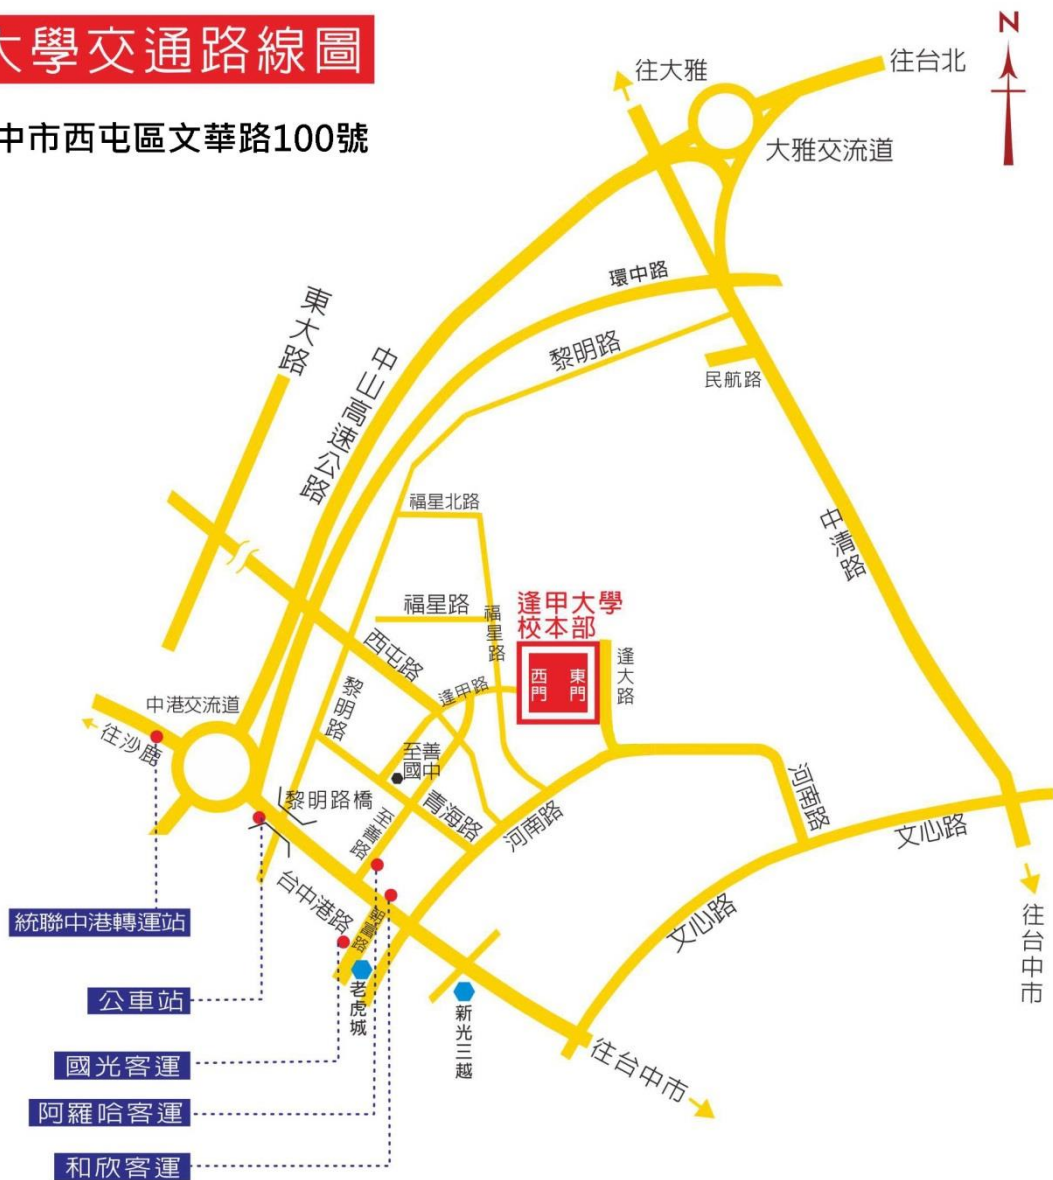 大學交通路線圖
中市西屯區文華路100號
N
往大雅
往台北
大雅交流道
環中路
東大路
中山高速公路
黎明路
民航路
福星北路
中清路
福星路
福星路
逢甲大學
校本部
西門
東門
逢大路
西屯路
逢甲路
黎明路
中港交流道
往沙鹿
至善
國中
黎明路橋
青海路
至善路
河南路
河南路
文心路
台中港路
朝富路
文心路
統聯中港轉運站
往台中市
公車站
老虎城
新光三越
國光客運
往台中市
阿羅哈客運
和欣客運